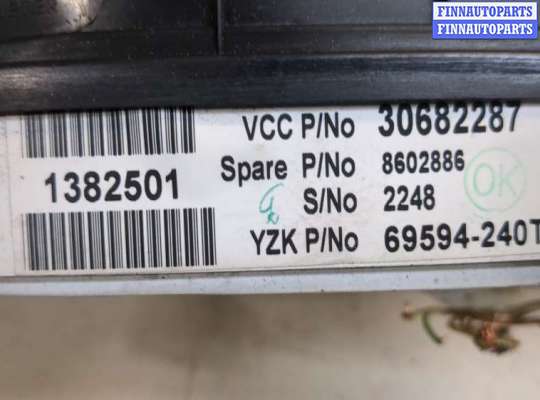 FINNAUTOPARTS
FINNAUTOPARTS
VCC P/No 30682287
Spare P/No 8602886
1382501
S/No 2248
OK
YZK P/No 69594-240T